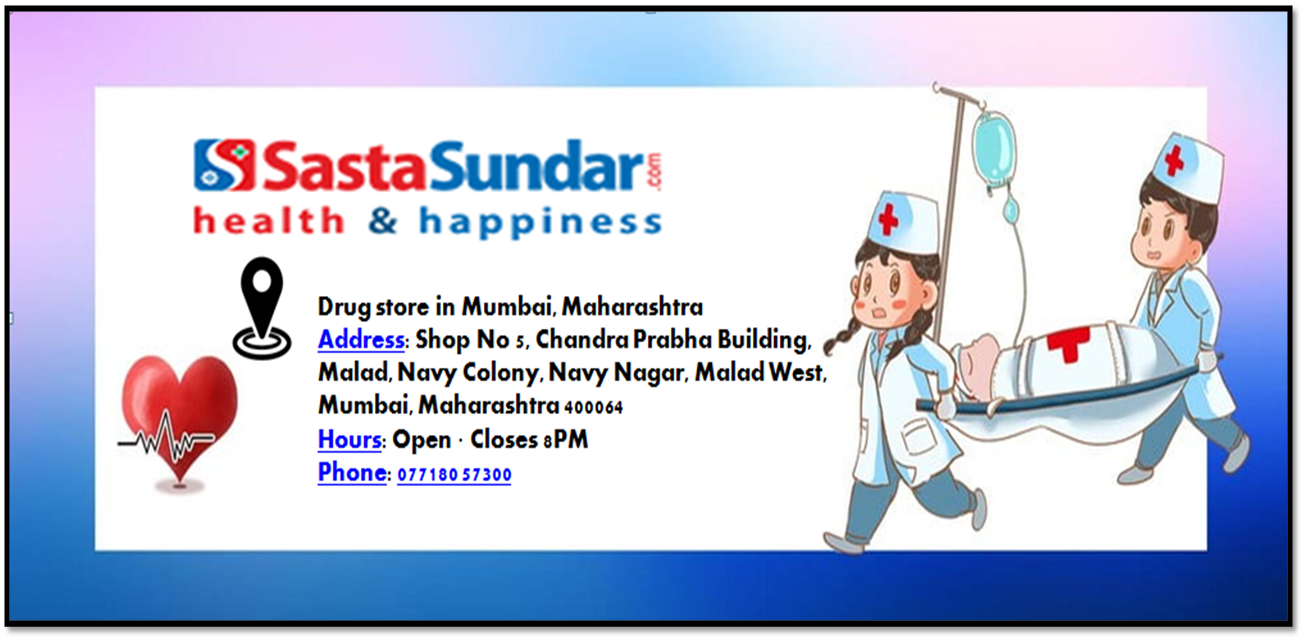 SastaSundar.com
health & happiness
Drug store in Mumbai, Maharashtra
Address: Shop No 5, Chandra Prabha Building,
Malad, Navy Colony, Navy Nagar, Malad West,
Mumbai, Maharashtra 400064
Hours: Open · Closes 8PM
Phone: 077180 57300